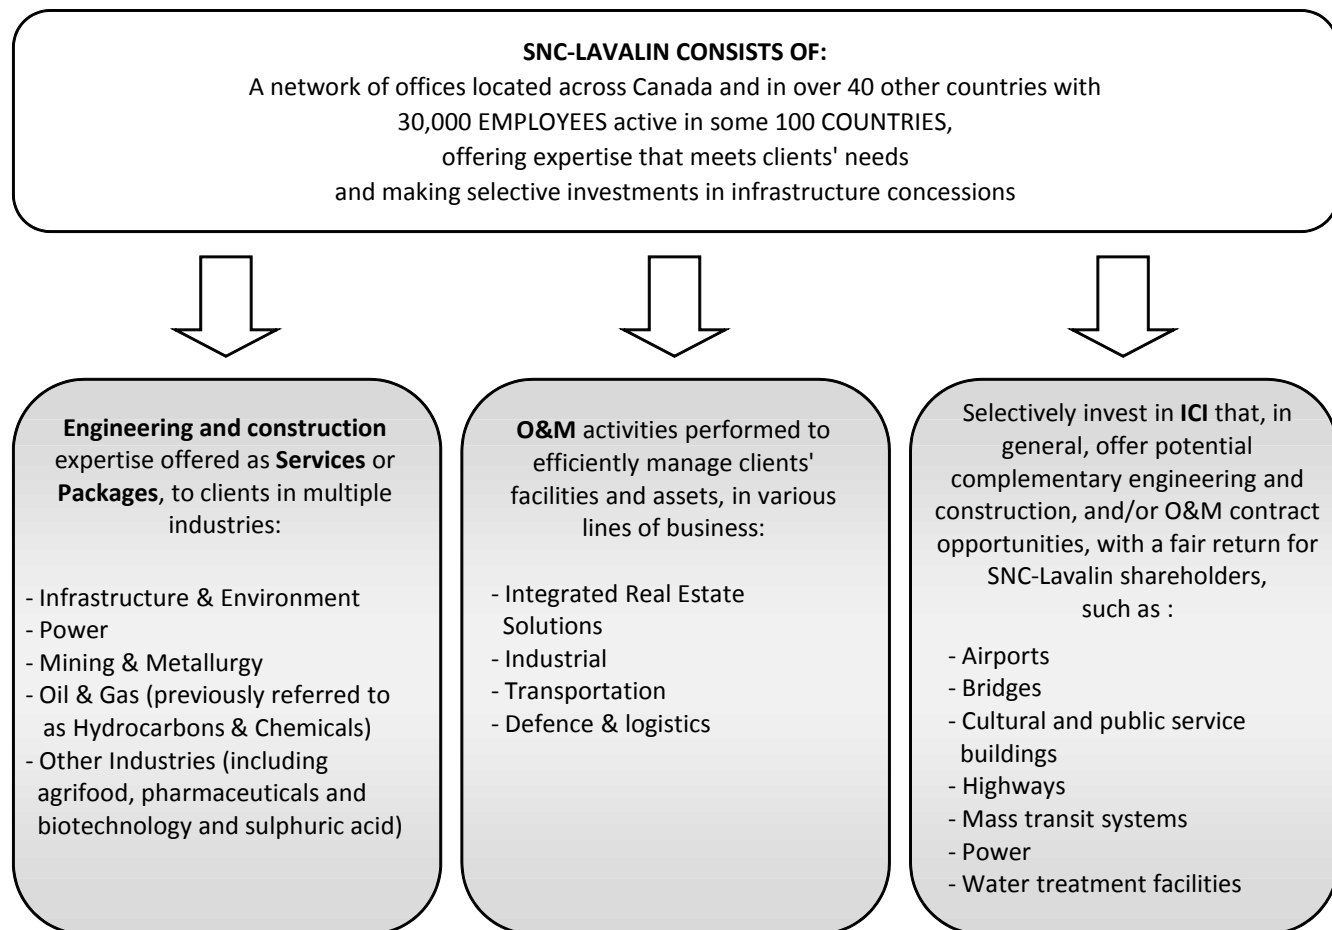 SNC-LAVALIN CONSISTS OF:
A network of offices located across Canada and in over 40 other countries with
30,000 EMPLOYEES active in some 100 COUNTRIES,
offering expertise that meets clients' needs
and making selective investments in infrastructure concessions
Engineering and construction
expertise offered as Services or
Packages, to clients in multiple
industries:
- Infrastructure & Environment
- Power
- Mining & Metallurgy
- Oil & Gas (previously referred to
as Hydrocarbons & Chemicals)
- Other Industries (including
agrifood, pharmaceuticals and
biotechnology and sulphuric acid)
O&M activities performed to
efficiently manage clients'
facilities and assets, in various
lines of business:
- Integrated Real Estate
Solutions
- Industrial
- Transportation
- Defence & logistics
Selectively invest in ICI that, in
general, offer potential
complementary engineering and
construction, and/or O&M contract
opportunities, with a fair return for
SNC-Lavalin shareholders,
such as :
- Airports
- Bridges
- Cultural and public service
buildings
- Highways
- Mass transit systems
- Power
- Water treatment facilities